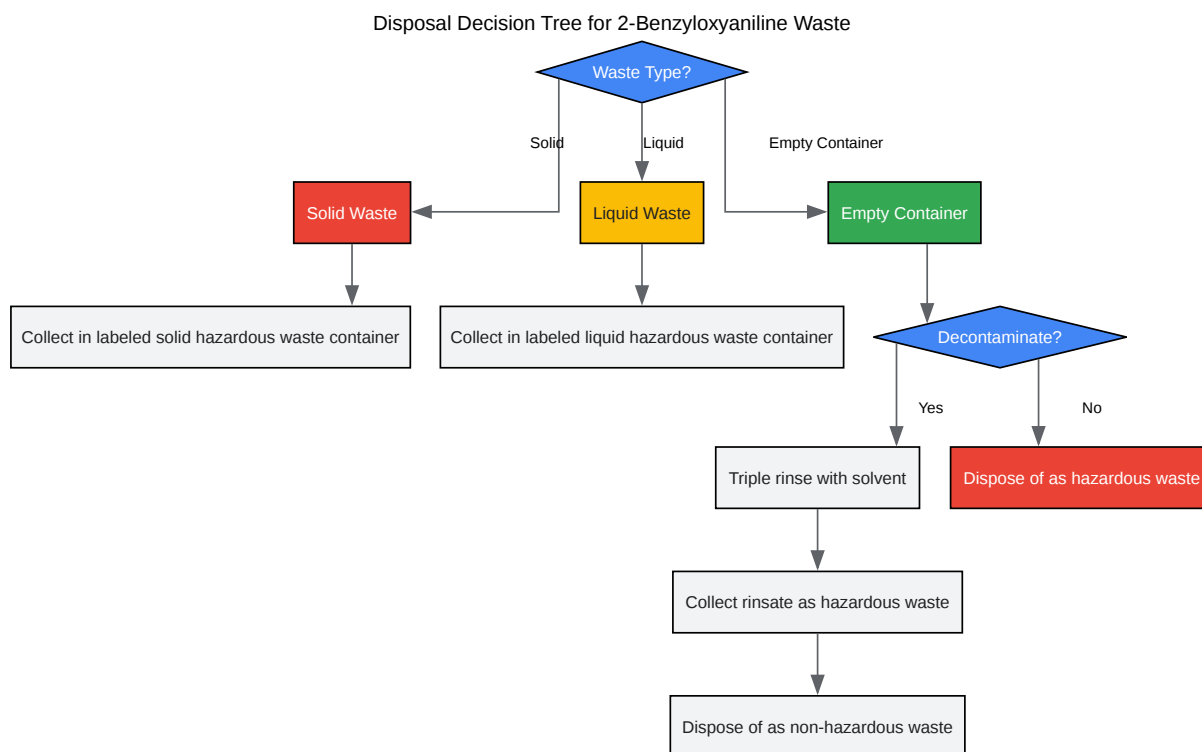 Disposal Decision Tree for 2-Benzyloxyaniline Waste
Waste Type?
Solid
Liquid
Empty Container
Solid Waste
Liquid Waste
Empty Container
Collect in labeled solid hazardous waste container
Collect in labeled liquid hazardous waste container
Decontaminate?
Yes
No
Triple rinse with solvent
Dispose of as hazardous waste
Collect rinsate as hazardous waste
Dispose of as non-hazardous waste